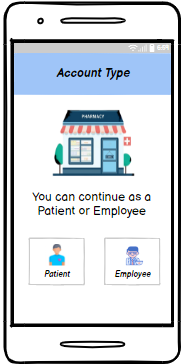 Account Type
PHARMACY
You can continue as a
Patient or Employee
Patient
Employee